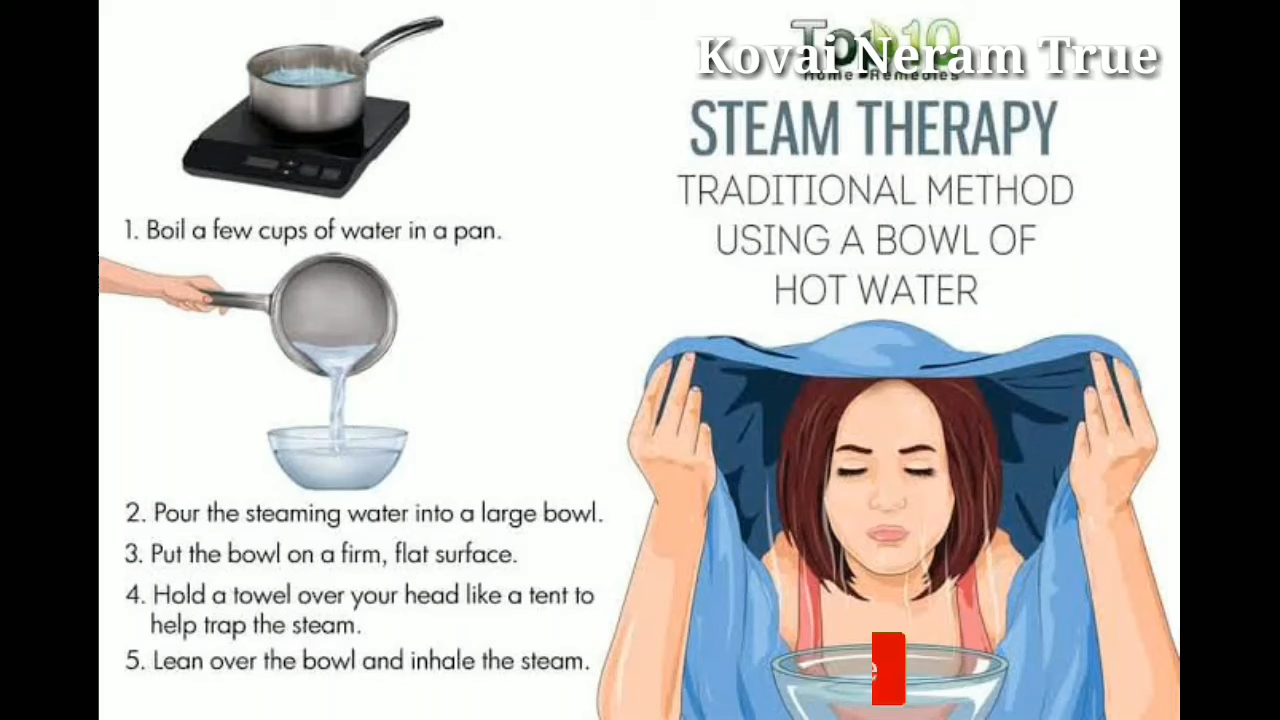 Top10
Home Remedies
Kovai Neram True
STEAM THERAPY
TRADITIONAL METHOD
USING A BOWL OF
HOT WATER
1. Boil a few cups of water in a pan.
2. Pour the steaming water into a large bowl.
3. Put the bowl on a firm, flat surface.
4. Hold a towel over your head like a tent to
help trap the steam.
5. Lean over the bowl and inhale the steam.